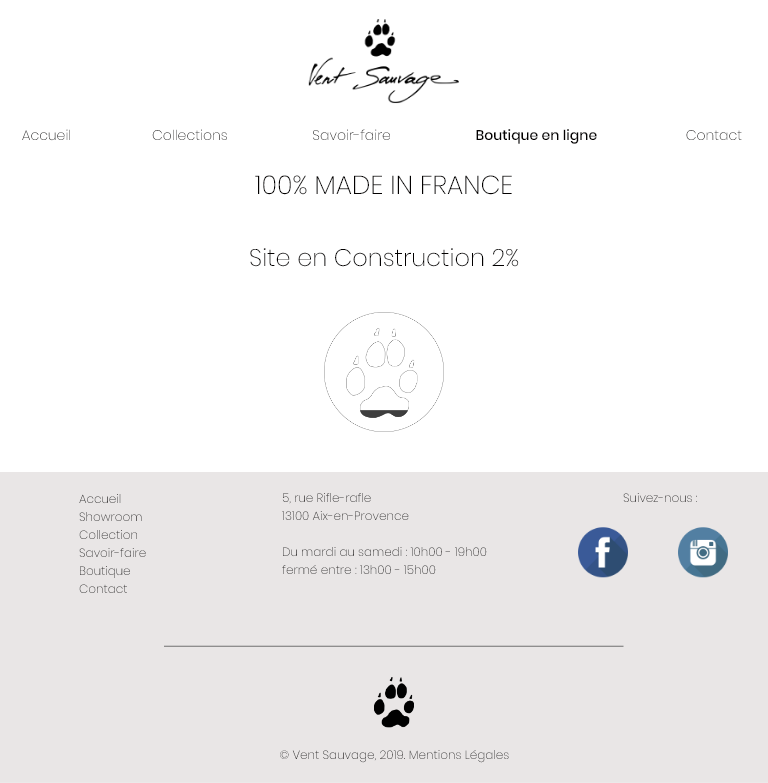 Vent Sauvage
Accueil Collections Savoir-faire Boutique en ligne Contact
100% MADE IN FRANCE
Site en Construction 2%
Accueil
Showroom
Collection
Savoir-faire
Boutique
Contact
5, rue Rifle-rafle
13100 Aix-en-Provence
Du mardi au samedi : 10h00 - 19h00
fermé entre : 13h00 - 15h00
Suivez-nous :
© Vent Sauvage, 2019. Mentions Légales